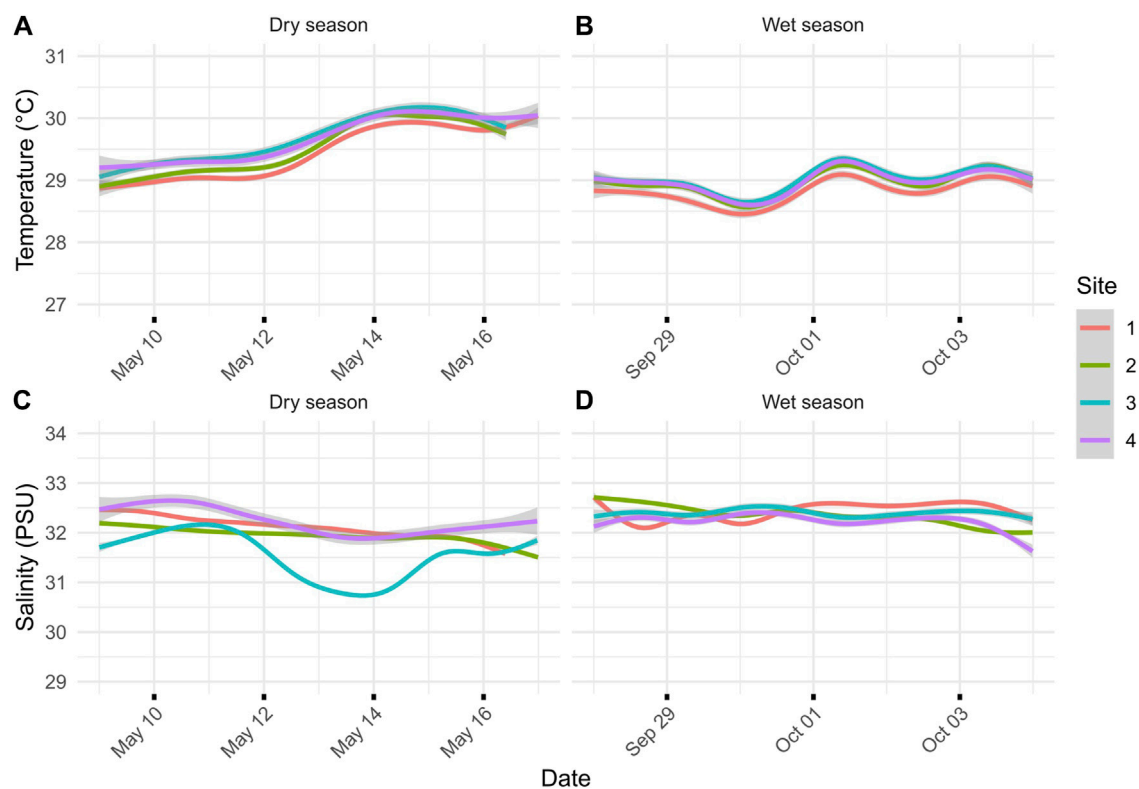 A Dry season
B Wet season
Temperature (°C)
31
30
29
28
27
May 10
May 12
May 14
May 16
Sep 29
Oct 01
Oct 03
C Dry season
D Wet season
Salinity (PSU)
34
33
32
31
30
29
May 10
May 12
May 14
May 16
Sep 29
Oct 01
Oct 03
Date
Site
1
2
3
4